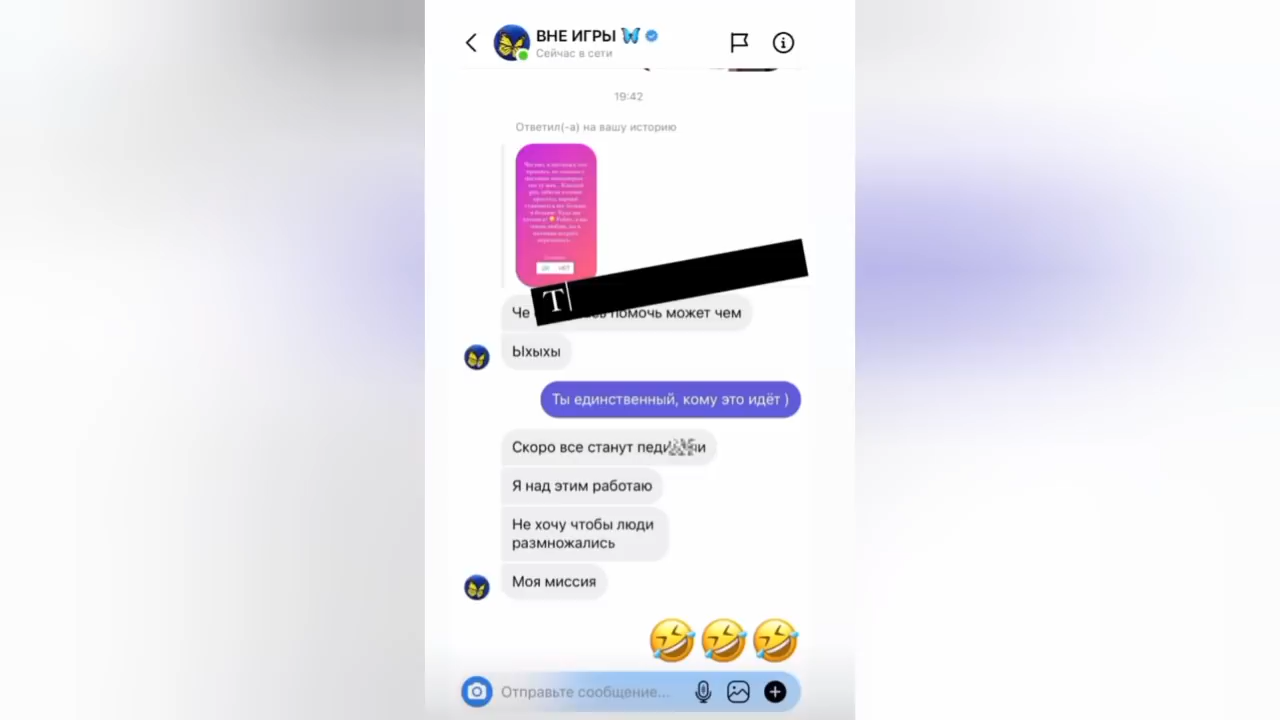 ВНЕ ИГРЫ
Сейчас в сети
19:42
Ответил(-а) на вашу историю
Т
Че помочь может чем
Ыхыхы
Ты единственный, кому это идёт )
Скоро все станут педи и
Я над этим работаю
Не хочу чтобы люди
размножались
Моя миссия
Отправьте сообщение...